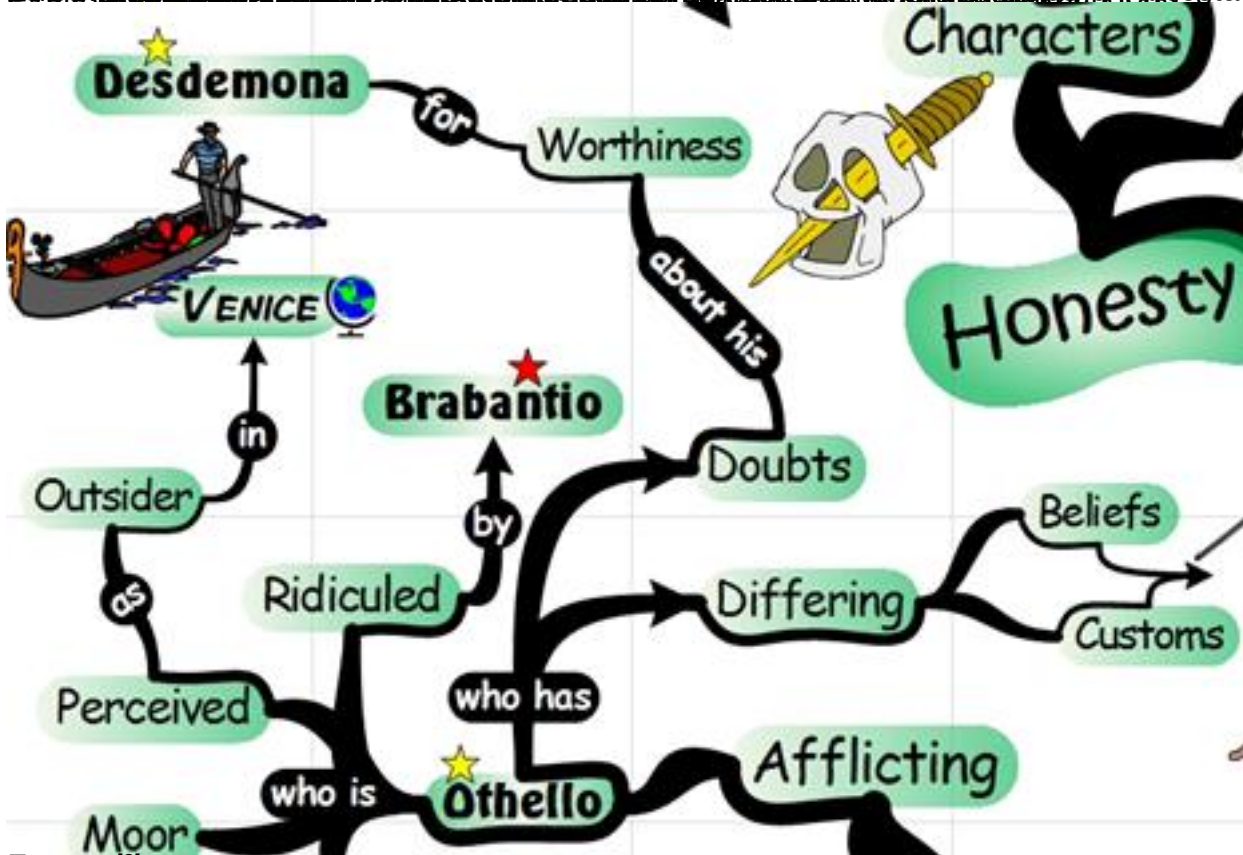 Characters
Desdemona
for
Worthiness
about his
Honesty
VENICE
Brabantio
in
Doubts
Outsider
by
Beliefs
as
Ridiculed
Differing
Customs
Perceived
who has
Afflicting
who is
Othello
Moor